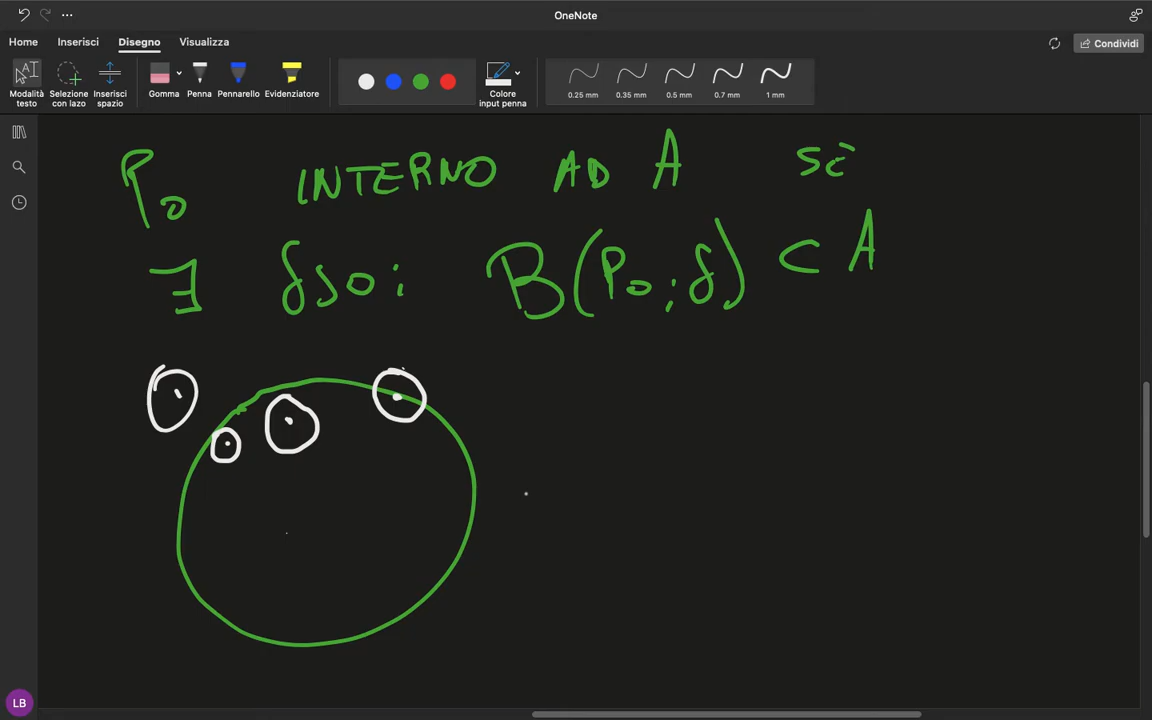 OneNote
Home Inserisci Disegno Visualizza
Condividi
Modalità testo
Selezione con lazo
Inserisci spazio
Gomma
Penna
Pennarello
Evidenziatore
Colore input penna
0.25 mm 0.35 mm 0.5 mm 0.7 mm 1 mm
P₀ INTERNO AD A SE
∃ δ>0: B(P₀;δ) ⊂ A
LB